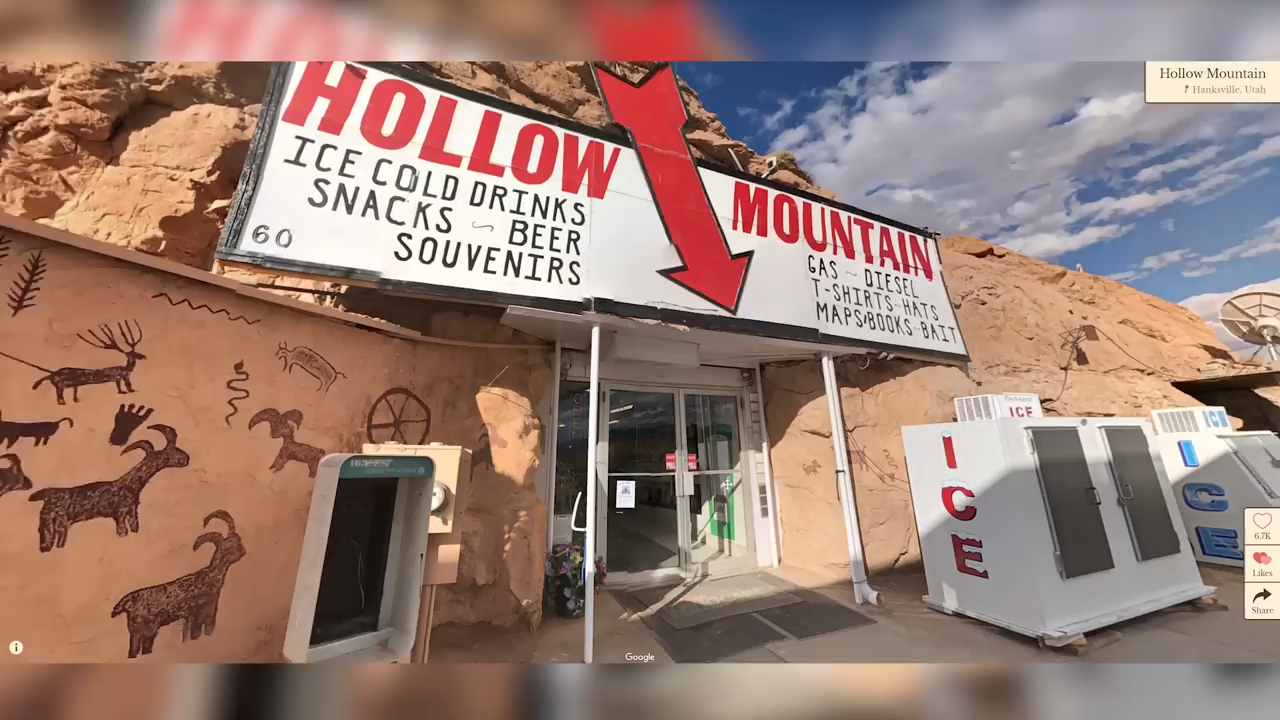 HOLLOW
ICE COLD DRINKS
SNACKS ~ BEER
SOUVENIRS
60
MOUNTAIN
GAS ~ DIESEL
T-SHIRTS~HATS
MAPS/BOOKS~BAIT
Hollow Mountain
Hanksville, Utah
OPEN
ICE
ICE
ICE
ICE
6.7K
Likes
Share
Google